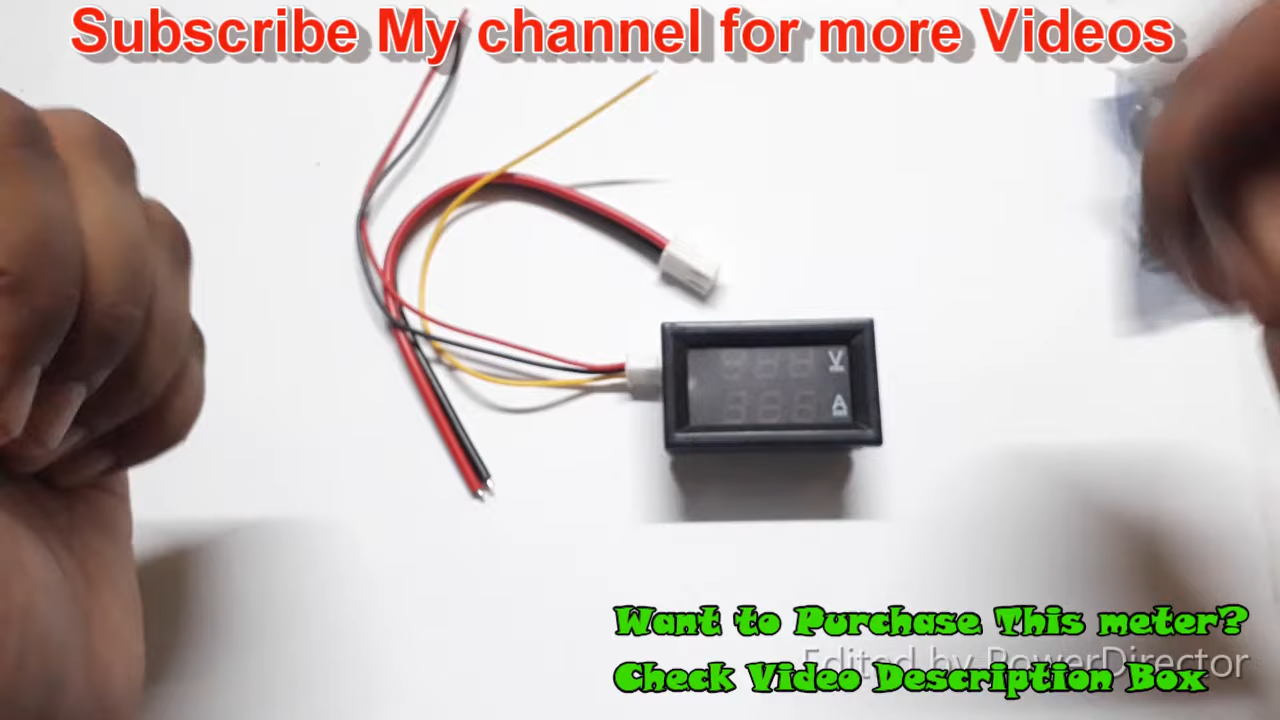 Subscribe My channel for more Videos
V
A
Want to Purchase This meter?
Edited by PowerDirector
Check Video Description Box